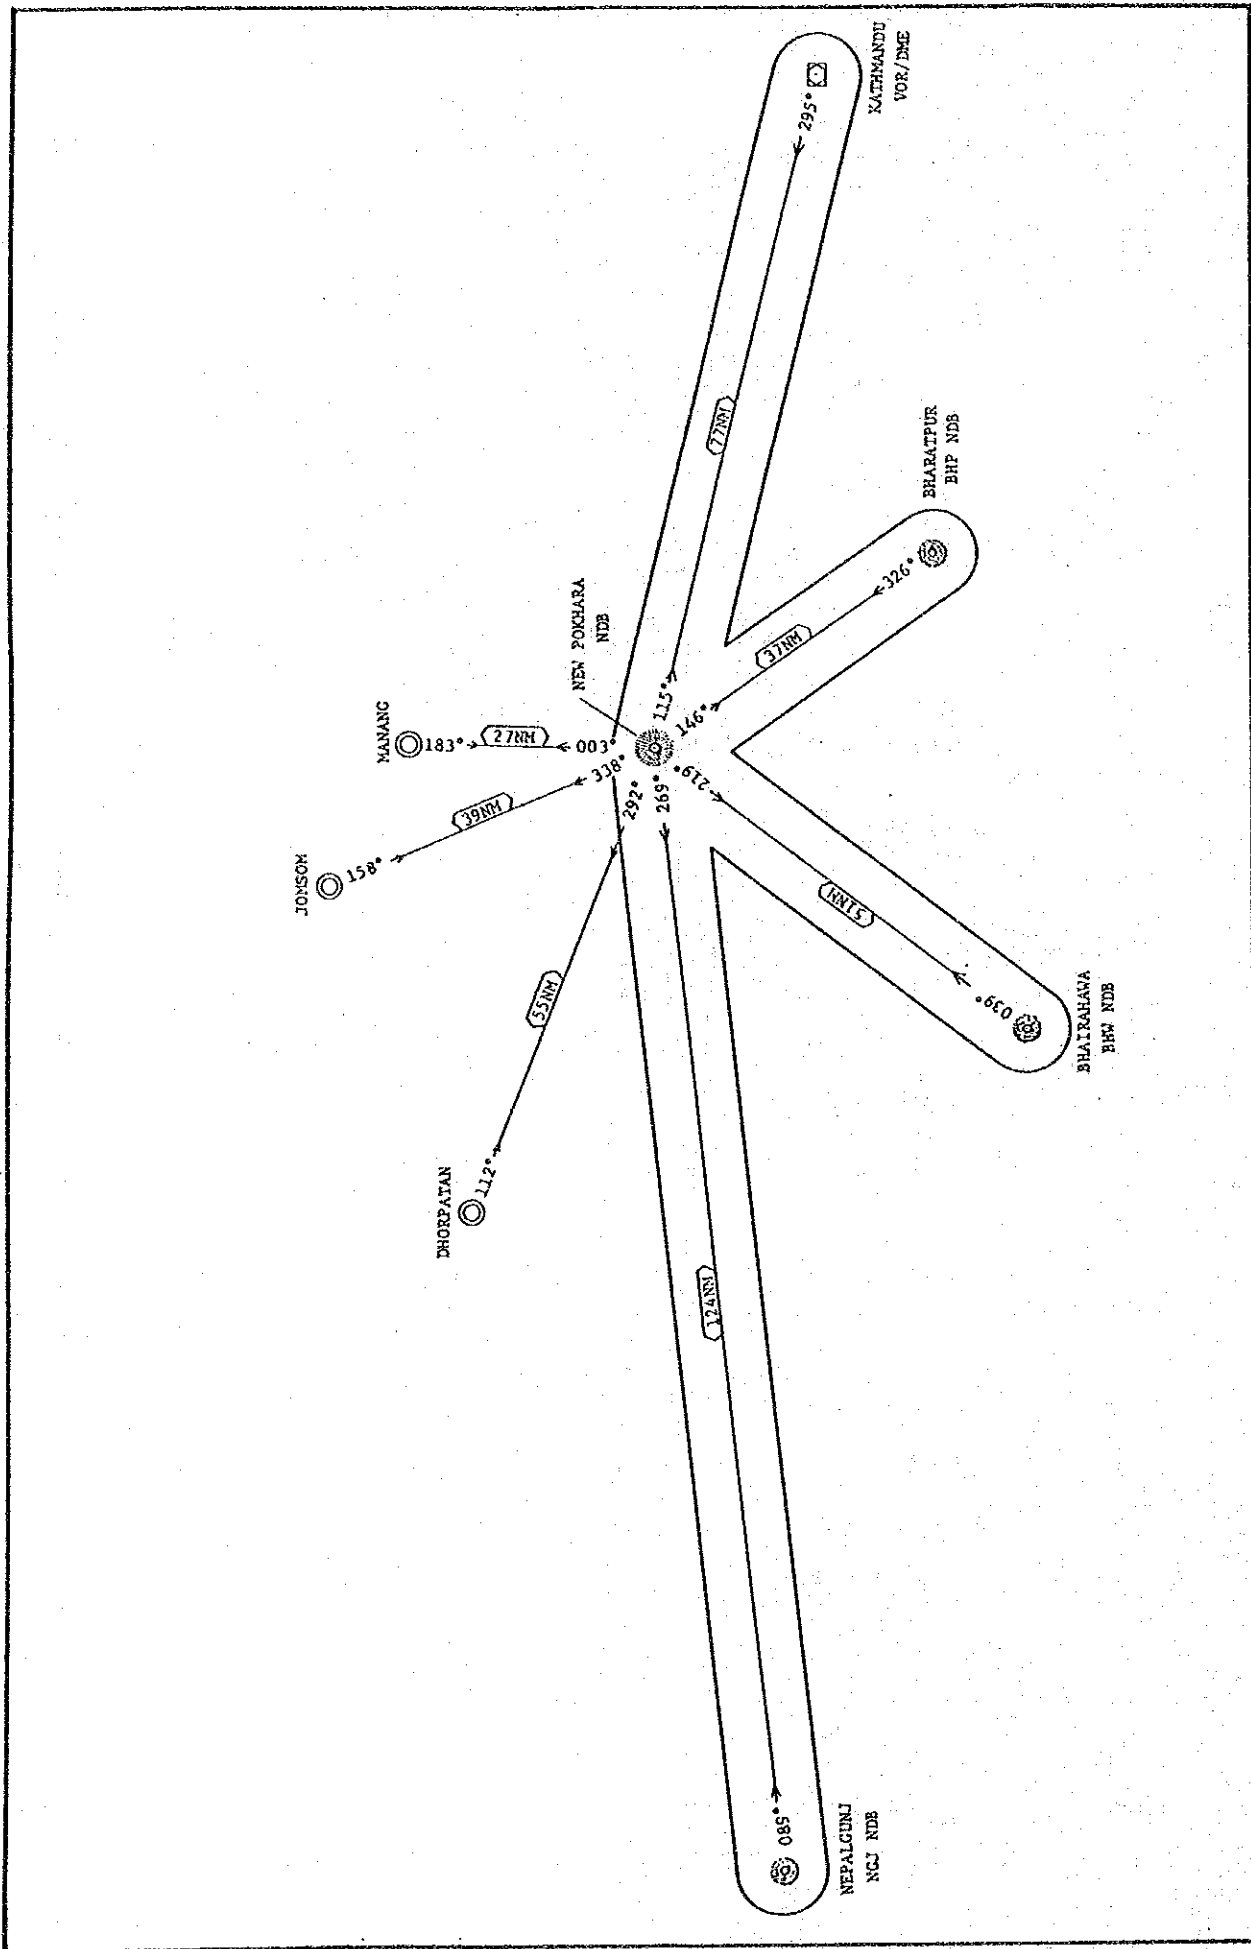 KATHMANDU
VOR/DME
295°
77NM
115°
BHARATPUR
BHP NDB
326°
37NM
146°
NEW POKHARA
NDB
MANANG
183°
27NM
003°
JOMSOM
158°
39NM
338°
DHORPATAN
112°
55NM
292°
269°
124NM
085°
NEPALGUNJ
NGJ NDB
219°
51NM
039°
BHAIRAHAWA
BHW NDB